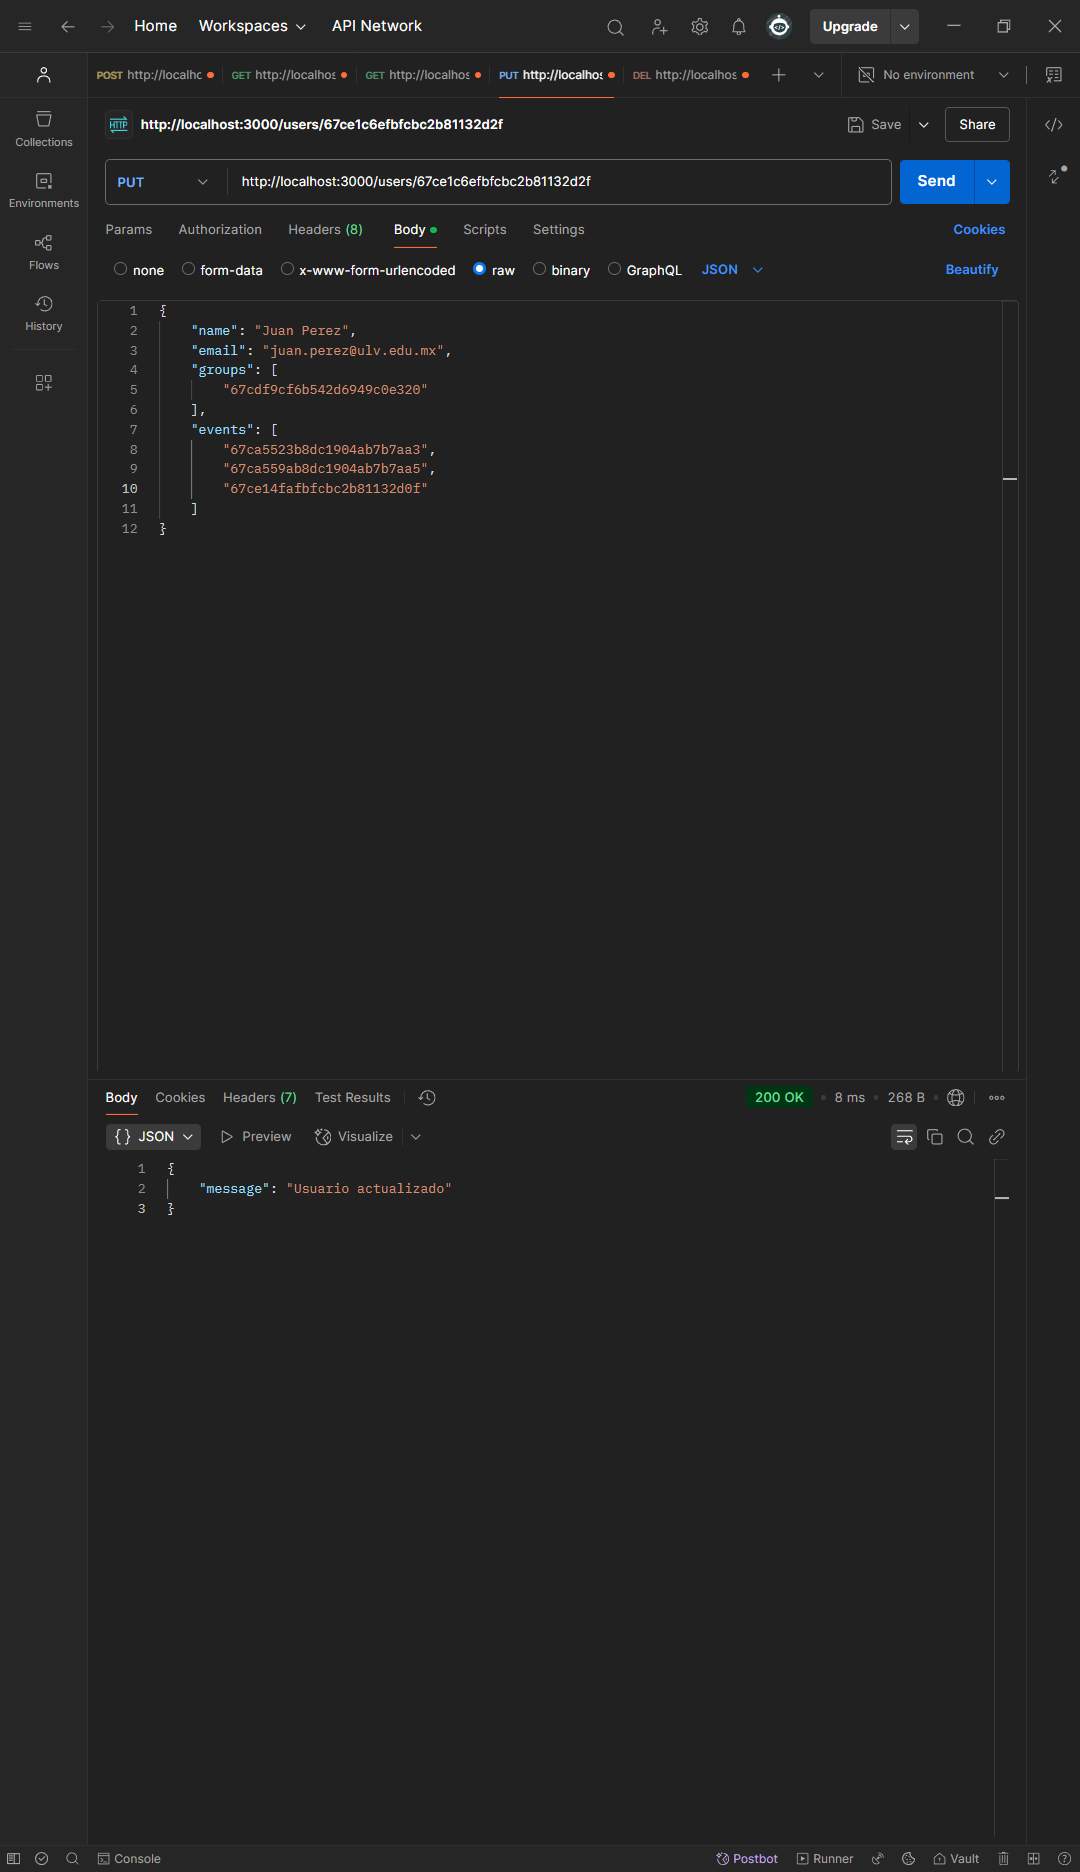 Home Workspaces API Network Upgrade
POST http://localhc GET http://localhos GET http://localhos PUT http://localhos DEL http://localhos No environment
HTTP http://localhost:3000/users/67ce1c6efbfcbc2b81132d2f Save Share
Collections
PUT http://localhost:3000/users/67ce1c6efbfcbc2b81132d2f Send
Environments
Params Authorization Headers (8) Body Scripts Settings Cookies
Flows
none form-data x-www-form-urlencoded raw binary GraphQL JSON Beautify
History
1 {
2 "name": "Juan Perez",
3 "email": "juan.perez@ulv.edu.mx",
4 "groups": [
5 "67cdf9cf6b542d6949c0e320"
6 ],
7 "events": [
8 "67ca5523b8dc1904ab7b7aa3",
9 "67ca559ab8dc1904ab7b7aa5",
10 "67ce14fafbfcbc2b81132d0f"
11 ]
12 }
Body Cookies Headers (7) Test Results 200 OK 8 ms 268 B
{} JSON Preview Visualize
1 {
2 "message": "Usuario actualizado"
3 }
Console Postbot Runner Vault